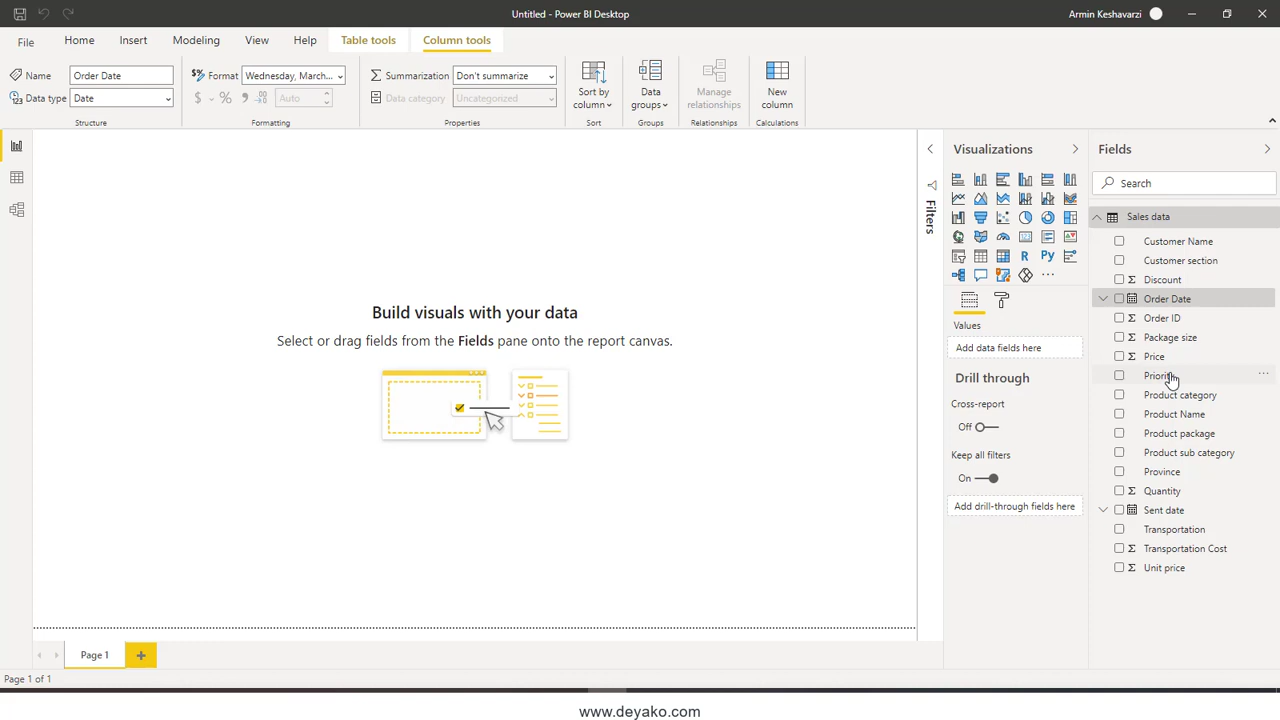 Untitled - Power BI Desktop
Armin Keshavarzi
File
Home
Insert
Modeling
View
Help
Table tools
Column tools
Name
Order Date
Format
Wednesday, March...
Summarization
Don't summarize
Data type
Date
$
%
Auto
Data category
Uncategorized
Sort by
column
Data
groups
Manage
relationships
New
column
Structure
Formatting
Properties
Sort
Groups
Relationships
Calculations
Filters
Visualizations
Fields
Search
Sales data
Customer Name
Customer section
Discount
Order Date
Order ID
Package size
Price
Priority
Product category
Product Name
Product package
Product sub category
Province
Quantity
Sent date
Transportation
Transportation Cost
Unit price
R
Py
Values
Add data fields here
Drill through
Cross-report
Off
Keep all filters
On
Add drill-through fields here
Build visuals with your data
Select or drag fields from the Fields pane onto the report canvas.
Page 1
Page 1 of 1
www.deyako.com